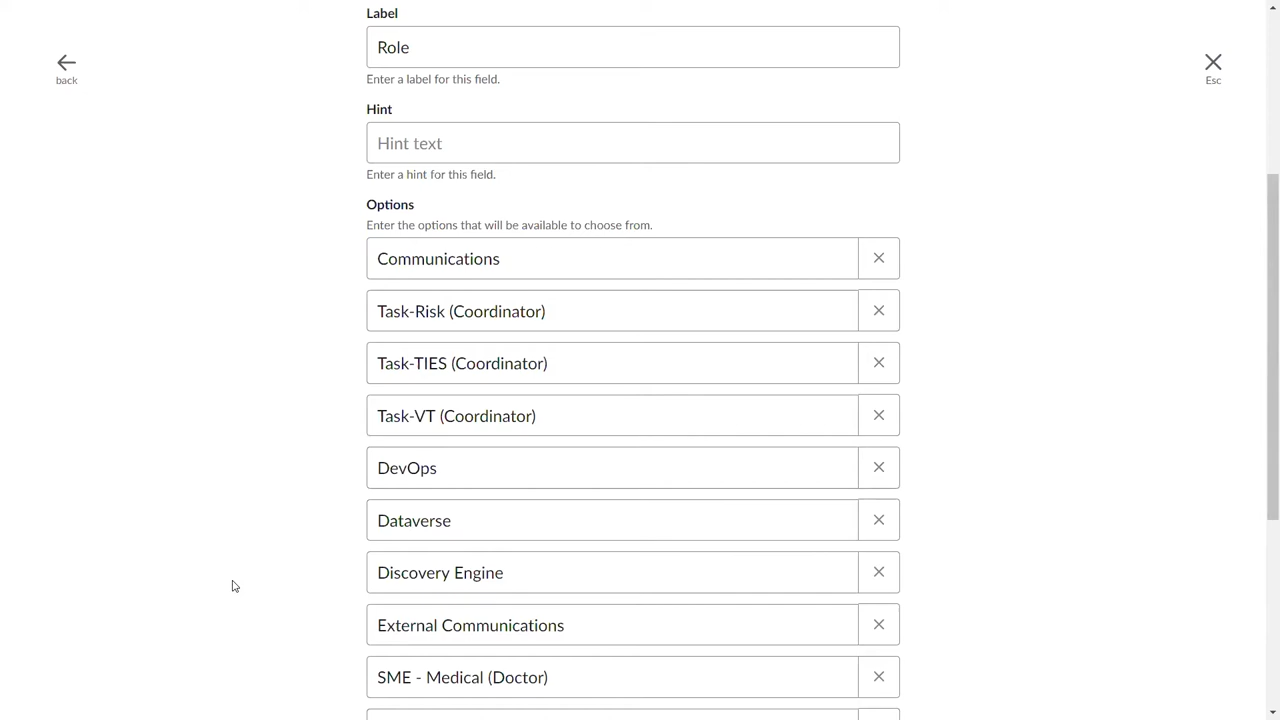 Label
Role
back
Esc
Enter a label for this field.
Hint
Hint text
Enter a hint for this field.
Options
Enter the options that will be available to choose from.
Communications
Task-Risk (Coordinator)
Task-TIES (Coordinator)
Task-VT (Coordinator)
DevOps
Dataverse
Discovery Engine
External Communications
SME - Medical (Doctor)